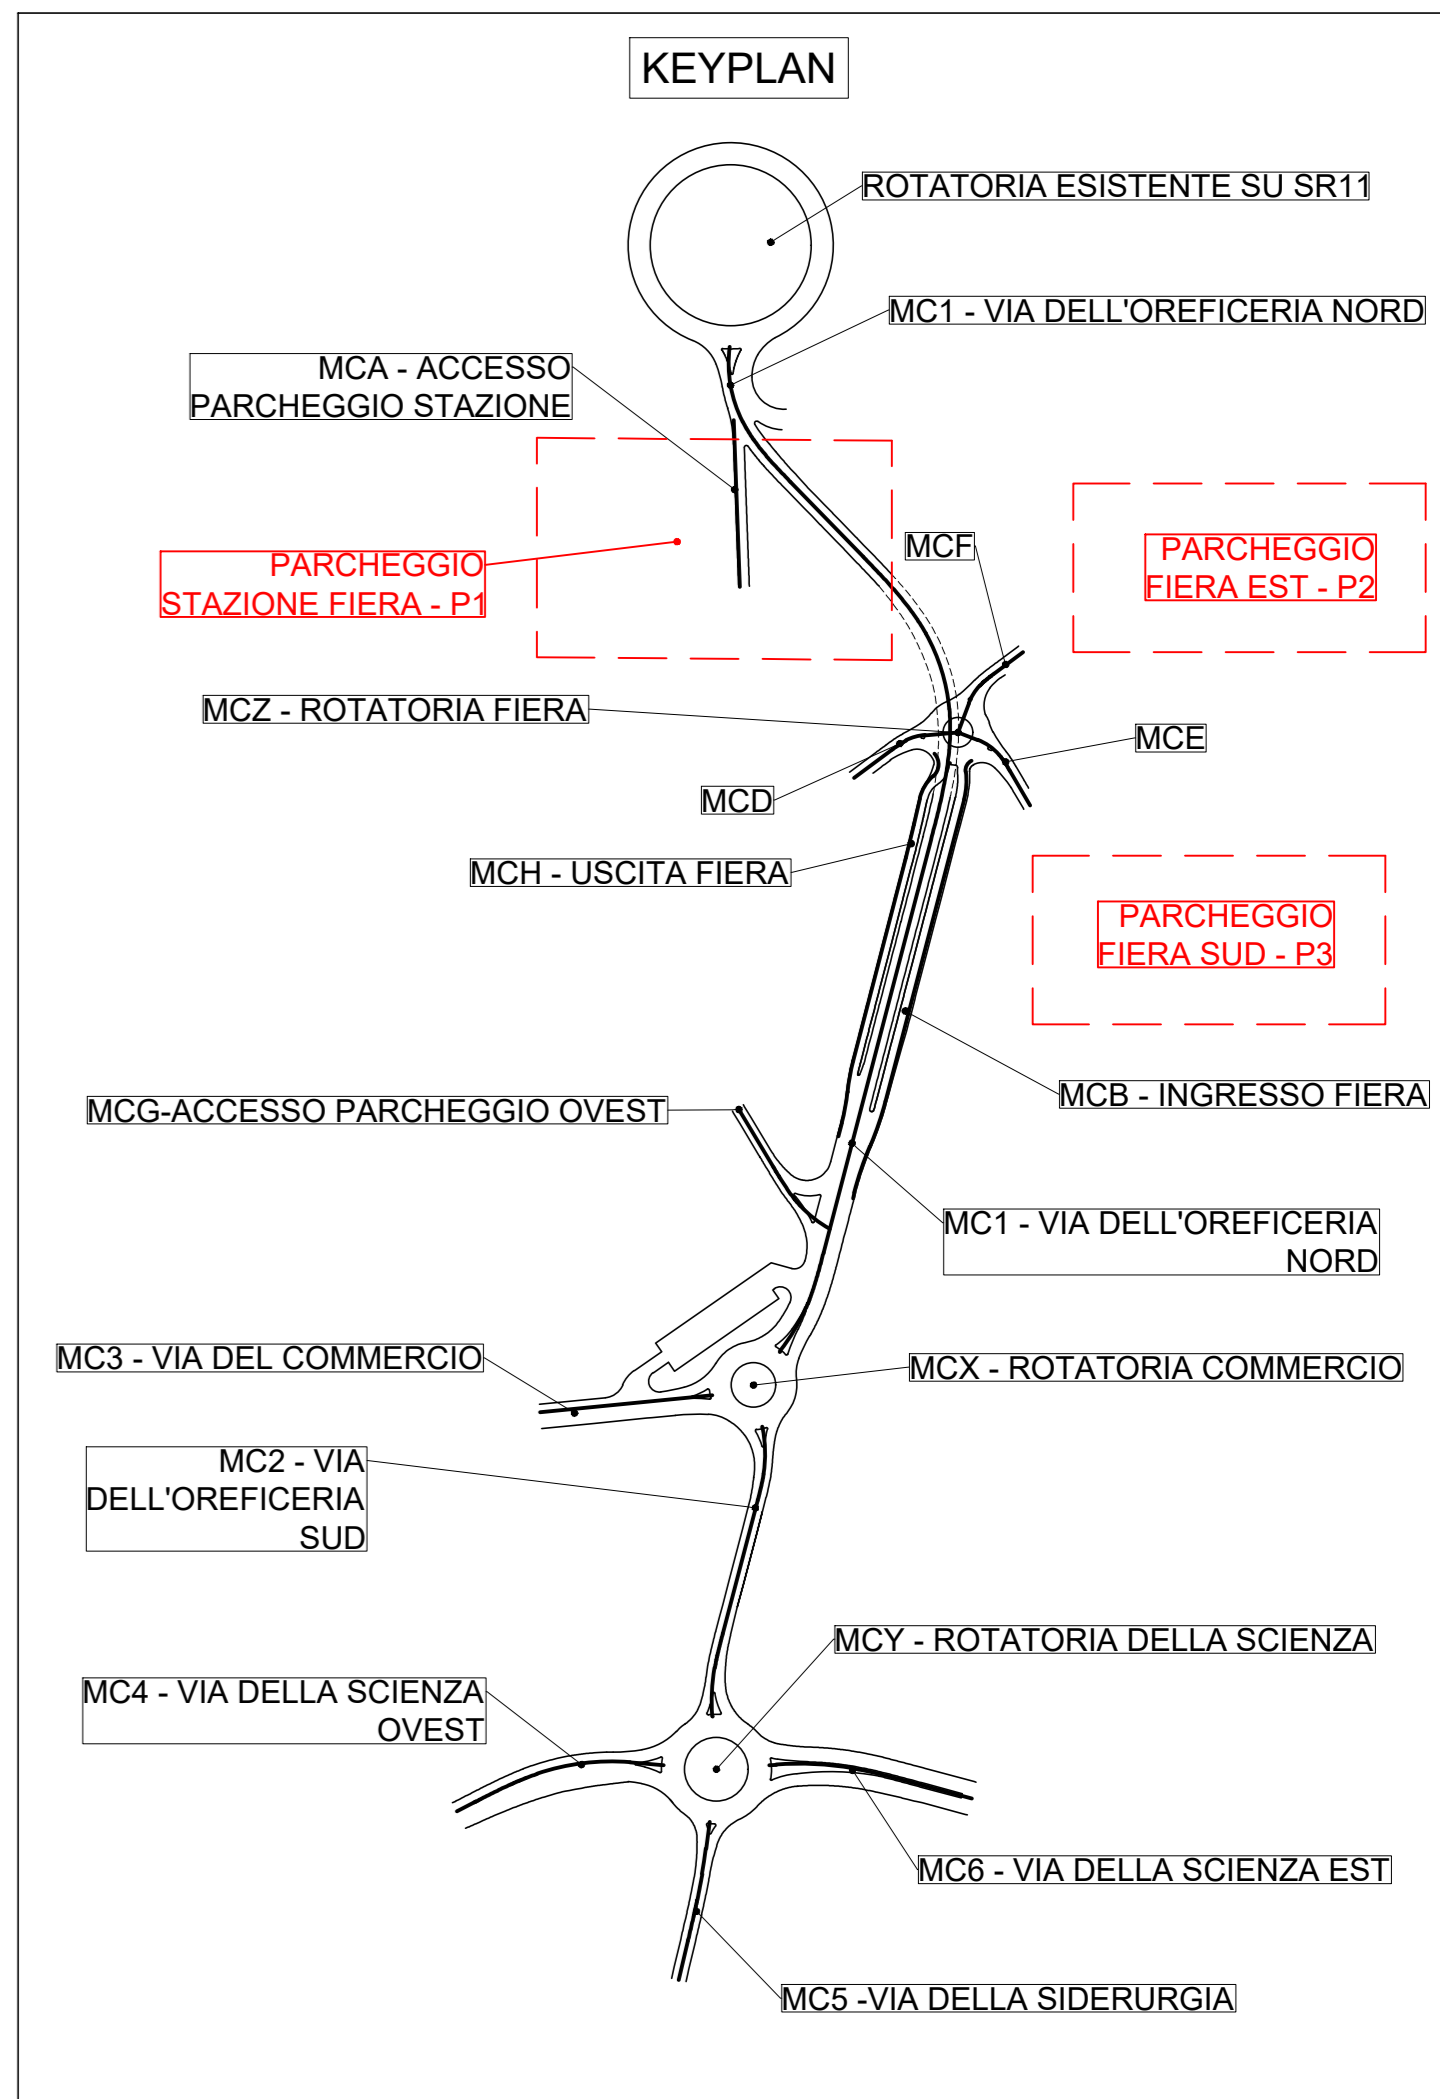 KEYPLAN
ROTATORIA ESISTENTE SU SR11
MC1 - VIA DELL'OREFICERIA NORD
MCA - ACCESSO
PARCHEGGIO STAZIONE
PARCHEGGIO
STAZIONE FIERA - P1
MCF
PARCHEGGIO
FIERA EST - P2
MCZ - ROTATORIA FIERA
MCE
MCD
MCH - USCITA FIERA
PARCHEGGIO
FIERA SUD - P3
MCB - INGRESSO FIERA
MCG-ACCESSO PARCHEGGIO OVEST
MC1 - VIA DELL'OREFICERIA
NORD
MC3 - VIA DEL COMMERCIO
MCX - ROTATORIA COMMERCIO
MC2 - VIA
DELL'OREFICERIA
SUD
MCY - ROTATORIA DELLA SCIENZA
MC4 - VIA DELLA SCIENZA
OVEST
MC6 - VIA DELLA SCIENZA EST
MC5 -VIA DELLA SIDERURGIA